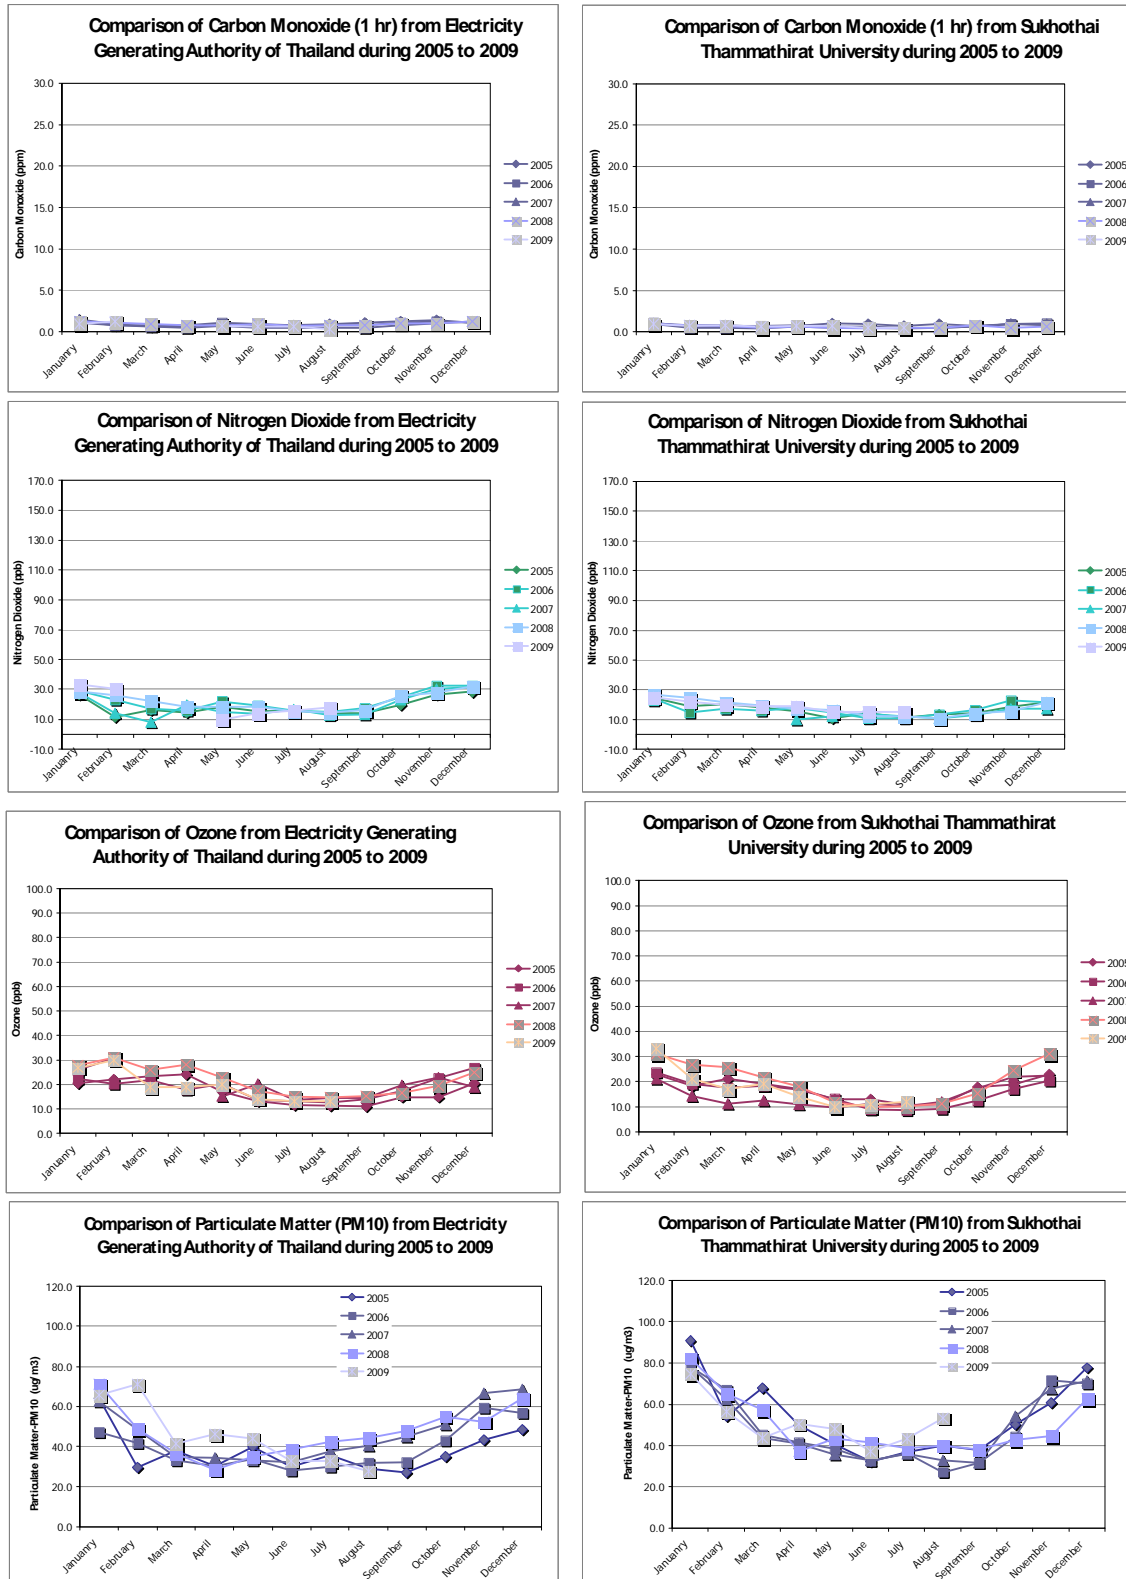 Comparison of Carbon Monoxide (1 hr) from Electricity
Generating Authority of Thailand during 2005 to 2009
30.0
25.0
20.0
15.0
10.0
5.0
0.0
Carbon Monoxide (ppm)
Januanry
February
March
April
May
June
July
August
September
October
November
December
2005
2006
2007
2008
2009
Comparison of Carbon Monoxide (1 hr) from Sukhothai
Thammathirat University during 2005 to 2009
30.0
25.0
20.0
15.0
10.0
5.0
0.0
Carbon Monoxide (ppm)
Januanry
February
March
April
May
June
July
August
September
October
November
December
2005
2006
2007
2008
2009
Comparison of Nitrogen Dioxide from Electricity
Generating Authority of Thailand during 2005 to 2009
170.0
150.0
130.0
110.0
90.0
70.0
50.0
30.0
10.0
-10.0
Nitrogen Dioxide (ppb)
Januanry
February
March
April
May
June
July
August
September
October
November
December
2005
2006
2007
2008
2009
Comparison of Nitrogen Dioxide from Sukhothai
Thammathirat University during 2005 to 2009
170.0
150.0
130.0
110.0
90.0
70.0
50.0
30.0
10.0
-10.0
Nitrogen Dioxide (ppb)
Januanry
February
March
April
May
June
July
August
September
October
November
December
2005
2006
2007
2008
2009
Comparison of Ozone from Electricity Generating
Authority of Thailand during 2005 to 2009
100.0
90.0
80.0
70.0
60.0
50.0
40.0
30.0
20.0
10.0
0.0
Ozone (ppb)
Januanry
February
March
April
May
June
July
August
September
October
November
December
2005
2006
2007
2008
2009
Comparison of Ozone from Sukhothai Thammathirat
University during 2005 to 2009
100.0
90.0
80.0
70.0
60.0
50.0
40.0
30.0
20.0
10.0
0.0
Ozone (ppb)
Januanry
February
March
April
May
June
July
August
September
October
November
December
2005
2006
2007
2008
2009
Comparison of Particulate Matter (PM10) from Electricity
Generating Authority of Thailand during 2005 to 2009
120.0
100.0
80.0
60.0
40.0
20.0
0.0
Particulate Matter-PM10 (ug/m3)
Januanry
February
March
April
May
June
July
August
September
October
November
December
2005
2006
2007
2008
2009
Comparison of Particulate Matter (PM10) from Sukhothai
Thammathirat University during 2005 to 2009
120.0
100.0
80.0
60.0
40.0
20.0
0.0
Particulate Matter-PM10 (ug/m3)
Januanry
February
March
April
May
June
July
August
September
October
November
December
2005
2006
2007
2008
2009